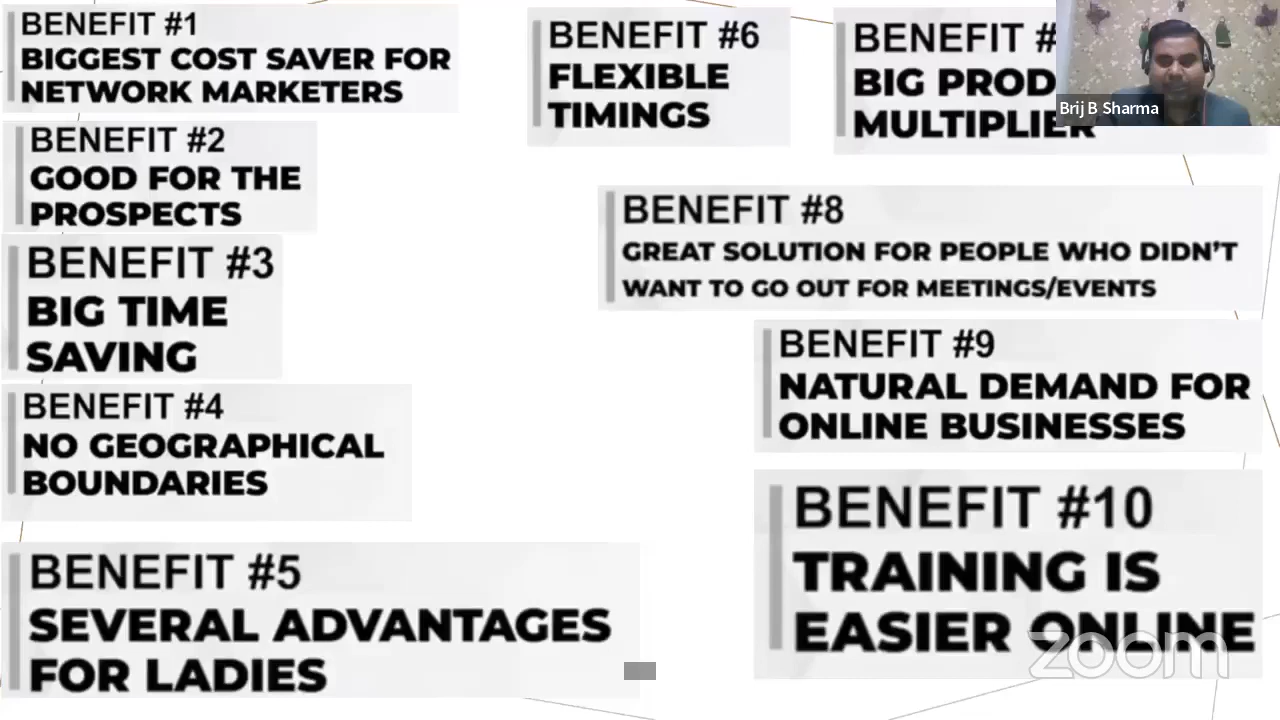 BENEFIT #1
BIGGEST COST SAVER FOR
NETWORK MARKETERS
BENEFIT #2
GOOD FOR THE
PROSPECTS
BENEFIT #3
BIG TIME
SAVING
BENEFIT #4
NO GEOGRAPHICAL
BOUNDARIES
BENEFIT #5
SEVERAL ADVANTAGES
FOR LADIES
BENEFIT #6
FLEXIBLE
TIMINGS
BENEFIT #
BIG PROD
MULTIPLIER
Brij B Sharma
BENEFIT #8
GREAT SOLUTION FOR PEOPLE WHO DIDN'T
WANT TO GO OUT FOR MEETINGS/EVENTS
BENEFIT #9
NATURAL DEMAND FOR
ONLINE BUSINESSES
BENEFIT #10
TRAINING IS
EASIER ONLINE
zoom